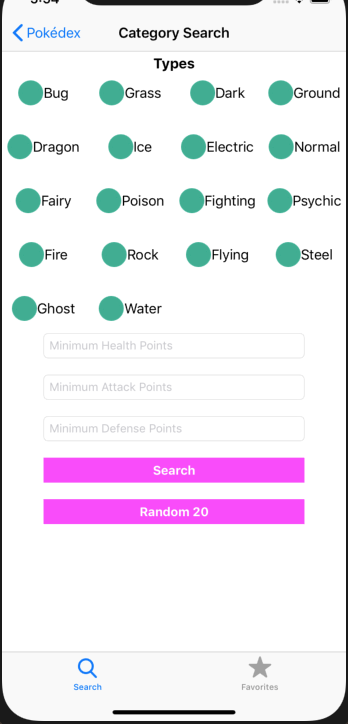 Pokédex Category Search
Types
Bug Grass Dark Ground
Dragon Ice Electric Normal
Fairy Poison Fighting Psychic
Fire Rock Flying Steel
Ghost Water
Minimum Health Points
Minimum Attack Points
Minimum Defense Points
Search
Random 20
Search Favorites